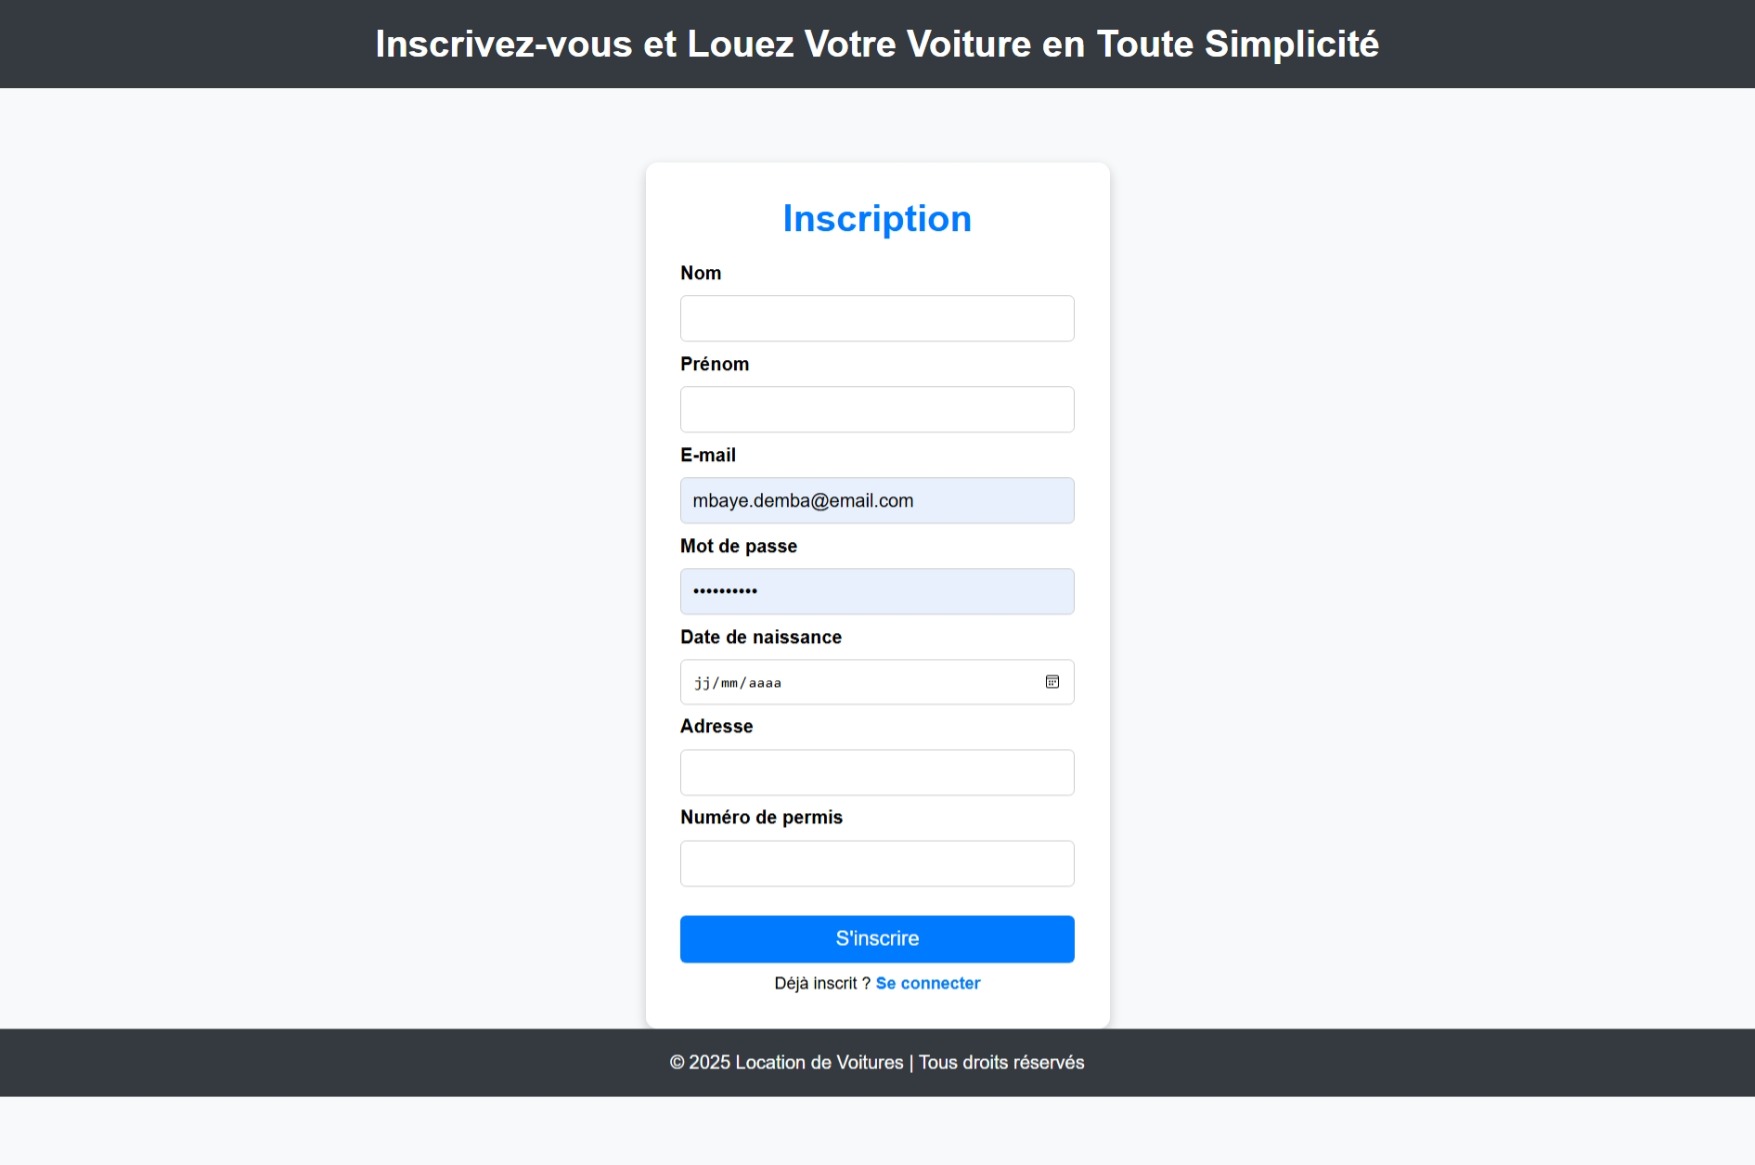 Inscrivez-vous et Louez Votre Voiture en Toute Simplicité
Inscription
Nom
Prénom
E-mail
mbaye.demba@email.com
Mot de passe
••••••••••
Date de naissance
jj/mm/aaaa
Adresse
Numéro de permis
S'inscrire
Déjà inscrit ? Se connecter
© 2025 Location de Voitures | Tous droits réservés